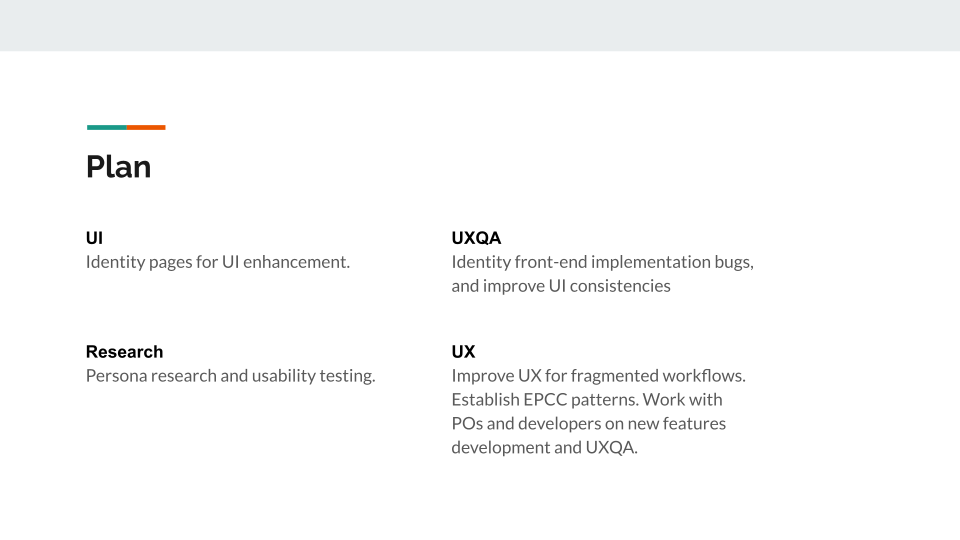 Plan
UI
Identity pages for UI enhancement.
UXQA
Identity front-end implementation bugs,
and improve UI consistencies
Research
Persona research and usability testing.
UX
Improve UX for fragmented workflows.
Establish EPCC patterns. Work with
POs and developers on new features
development and UXQA.